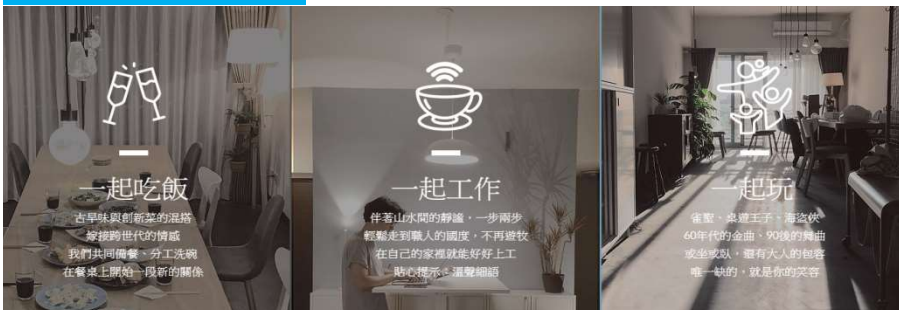 一起吃飯
古早味與創新菜的混搭
嫁接跨世代的情感
我們共同備餐、分工洗碗
在餐桌上開始一段新的關係
一起工作
伴著山水間的靜謐，一步兩步
輕鬆走到職人的國度，不再遊牧
在自己的家裡就能好好上工
貼心提示：溫聲細語
一起玩
雀聖、桌遊王子、海盜俠
60年代的金曲、90後的舞曲
或坐或臥，還有大人的包容
唯一缺的，就是你的笑容